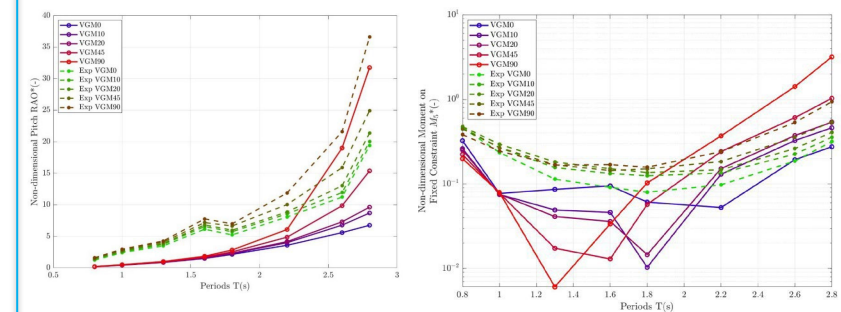 40
35
30
25
20
15
10
5
0
Non-dimensional Pitch RAO*(-)
VGM0
VGM10
VGM20
VGM45
VGM90
Exp VGM0
Exp VGM10
Exp VGM20
Exp VGM45
Exp VGM90
0.5 1 1.5 2 2.5 3
Periods T(s)
10¹
10⁰
10⁻¹
10⁻²
Non-dimensional Moment on
Fixed Constraint
VGM0
VGM10
VGM20
VGM45
VGM90
Exp VGM0
Exp VGM10
Exp VGM20
Exp VGM45
Exp VGM90
0.8 1 1.2 1.4 1.6 1.8 2 2.2 2.4 2.6 2.8
Periods T(s)